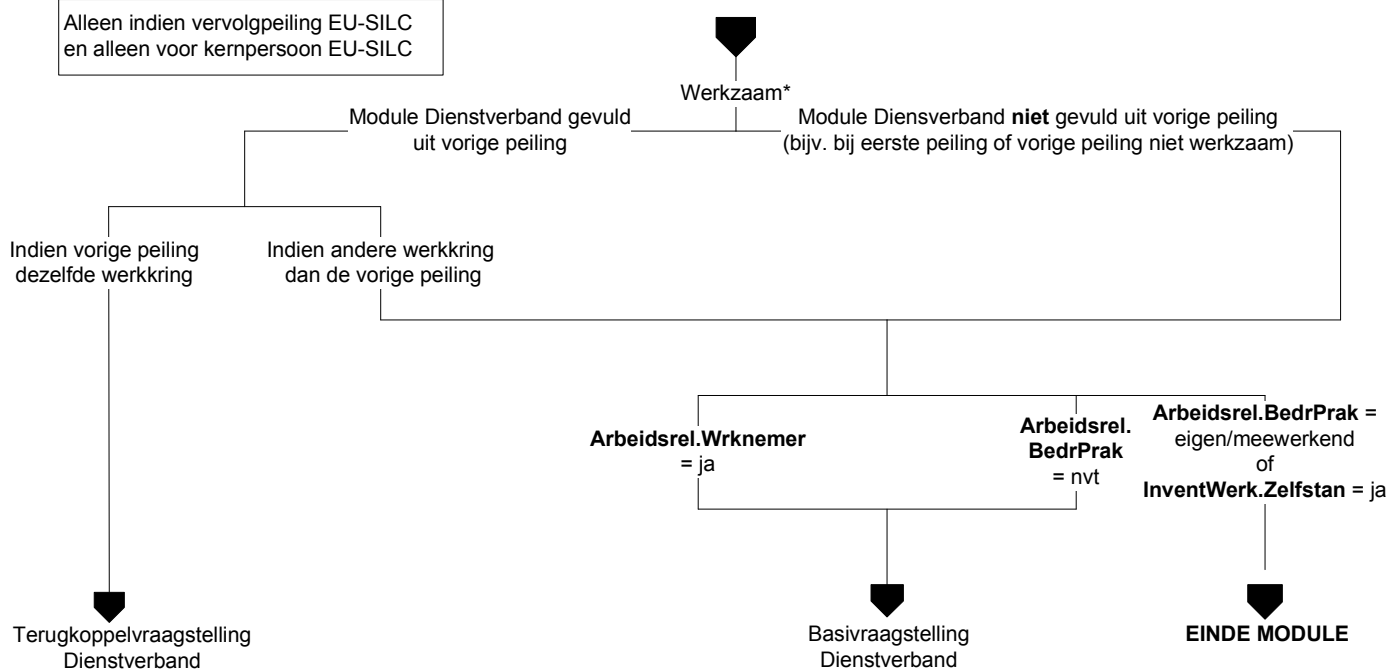 Alleen indien vervolgpeiling EU-SILC
en alleen voor kernpersoon EU-SILC
Werkzaam*
Module Dienstverband gevuld
uit vorige peiling
Module Diensverband niet gevuld uit vorige peiling
(bijv. bij eerste peiling of vorige peiling niet werkzaam)
Indien vorige peiling
dezelfde werkkring
Indien andere werkkring
dan de vorige peiling
Arbeidsrel.Wrknemer
= ja
Arbeidsrel.
BedrPrak
= nvt
Arbeidsrel.BedrPrak =
eigen/meewerkend
of
InventWerk.Zelfstan = ja
Terugkoppelvraagstelling
Dienstverband
Basivraagstelling
Dienstverband
EINDE MODULE